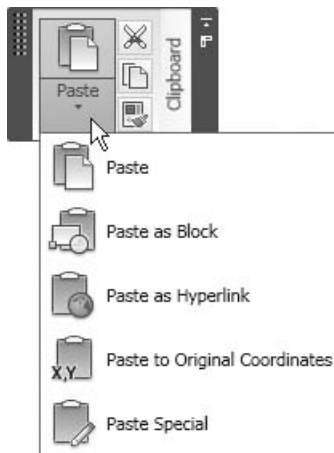 Paste
Clipboard
Paste
Paste as Block
Paste as Hyperlink
X,Y
Paste to Original Coordinates
Paste Special